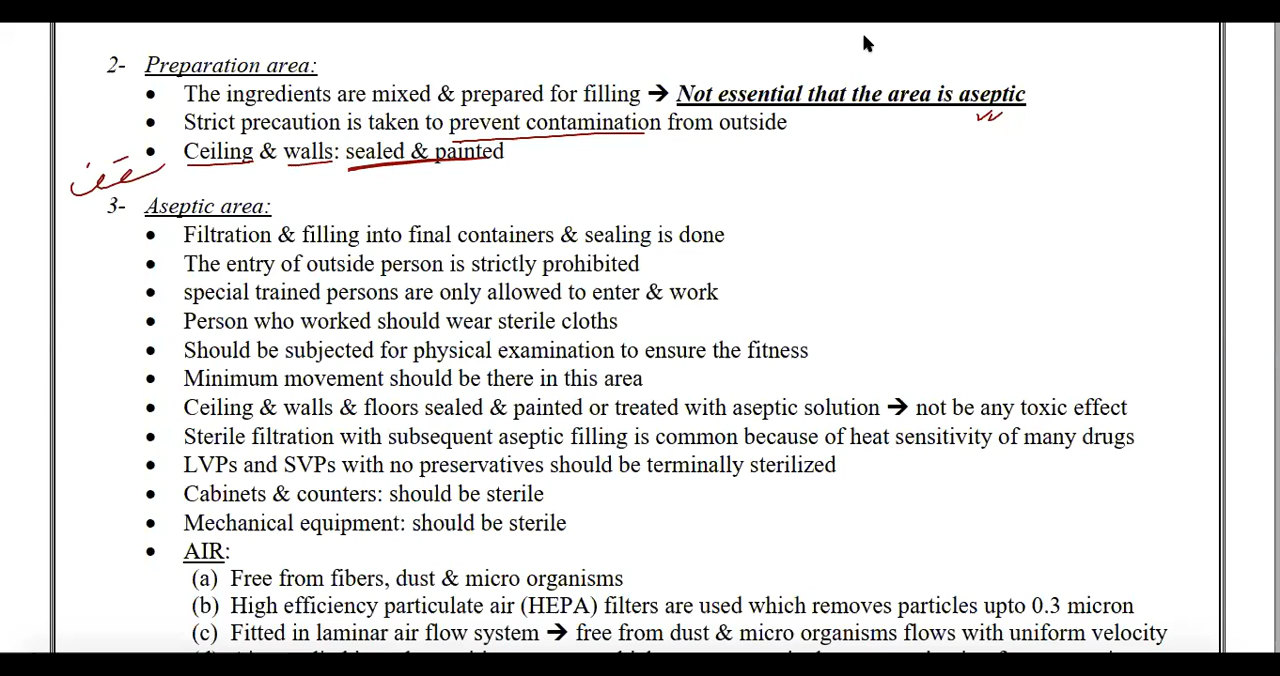 2- Preparation area:
• The ingredients are mixed & prepared for filling ➔ Not essential that the area is aseptic
• Strict precaution is taken to prevent contamination from outside
• Ceiling & walls: sealed & painted
3- Aseptic area:
• Filtration & filling into final containers & sealing is done
• The entry of outside person is strictly prohibited
• special trained persons are only allowed to enter & work
• Person who worked should wear sterile cloths
• Should be subjected for physical examination to ensure the fitness
• Minimum movement should be there in this area
• Ceiling & walls & floors sealed & painted or treated with aseptic solution ➔ not be any toxic effect
• Sterile filtration with subsequent aseptic filling is common because of heat sensitivity of many drugs
• LVPs and SVPs with no preservatives should be terminally sterilized
• Cabinets & counters: should be sterile
• Mechanical equipment: should be sterile
• AIR:
(a) Free from fibers, dust & micro organisms
(b) High efficiency particulate air (HEPA) filters are used which removes particles upto 0.3 micron
(c) Fitted in laminar air flow system ➔ free from dust & micro organisms flows with uniform velocity